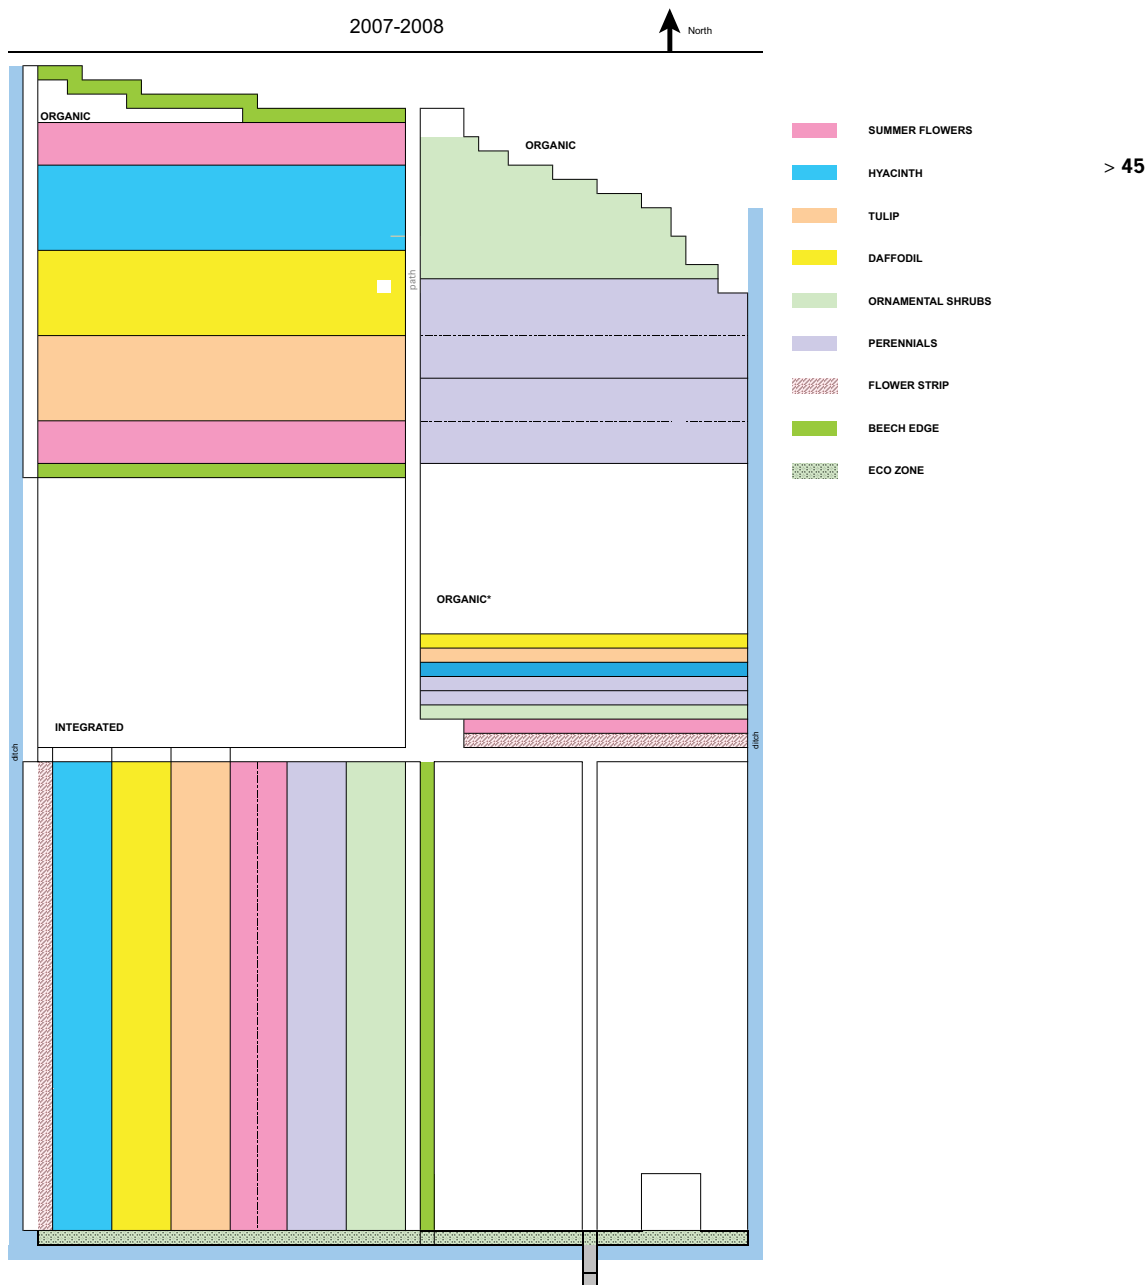 2007-2008
North
ORGANIC
ORGANIC
path
ORGANIC*
INTEGRATED
ditch
ditch
SUMMER FLOWERS
HYACINTH
TULIP
DAFFODIL
ORNAMENTAL SHRUBS
PERENNIALS
FLOWER STRIP
BEECH EDGE
ECO ZONE
> 45